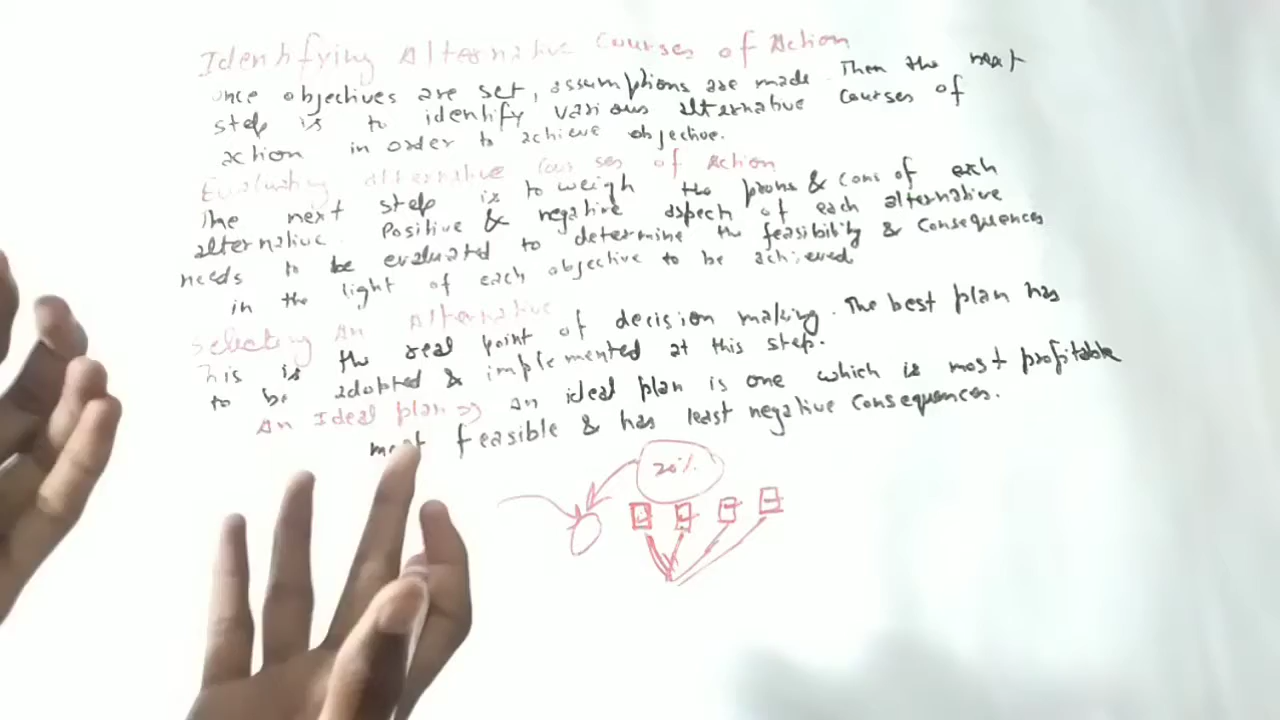 Identifying Alternative Courses of Action
Once objectives are set, assumptions are made. Then the next
step is to identify various alternative courses of
action in order to achieve objective.
Evaluating Alternative Courses of Action
The next step is to weigh the prons & cons of each
alternative. Positive & negative aspects of each alternative
needs to be evaluated to determine the feasibility & Consequences
in the light of each objective to be achieved
Selecting An Alternative
This is the real point of decision making. The best plan has
to be adopted & implemented at this step.
An Ideal plan => an ideal plan is one which is most profitable
most feasible & has least negative consequences.
20%